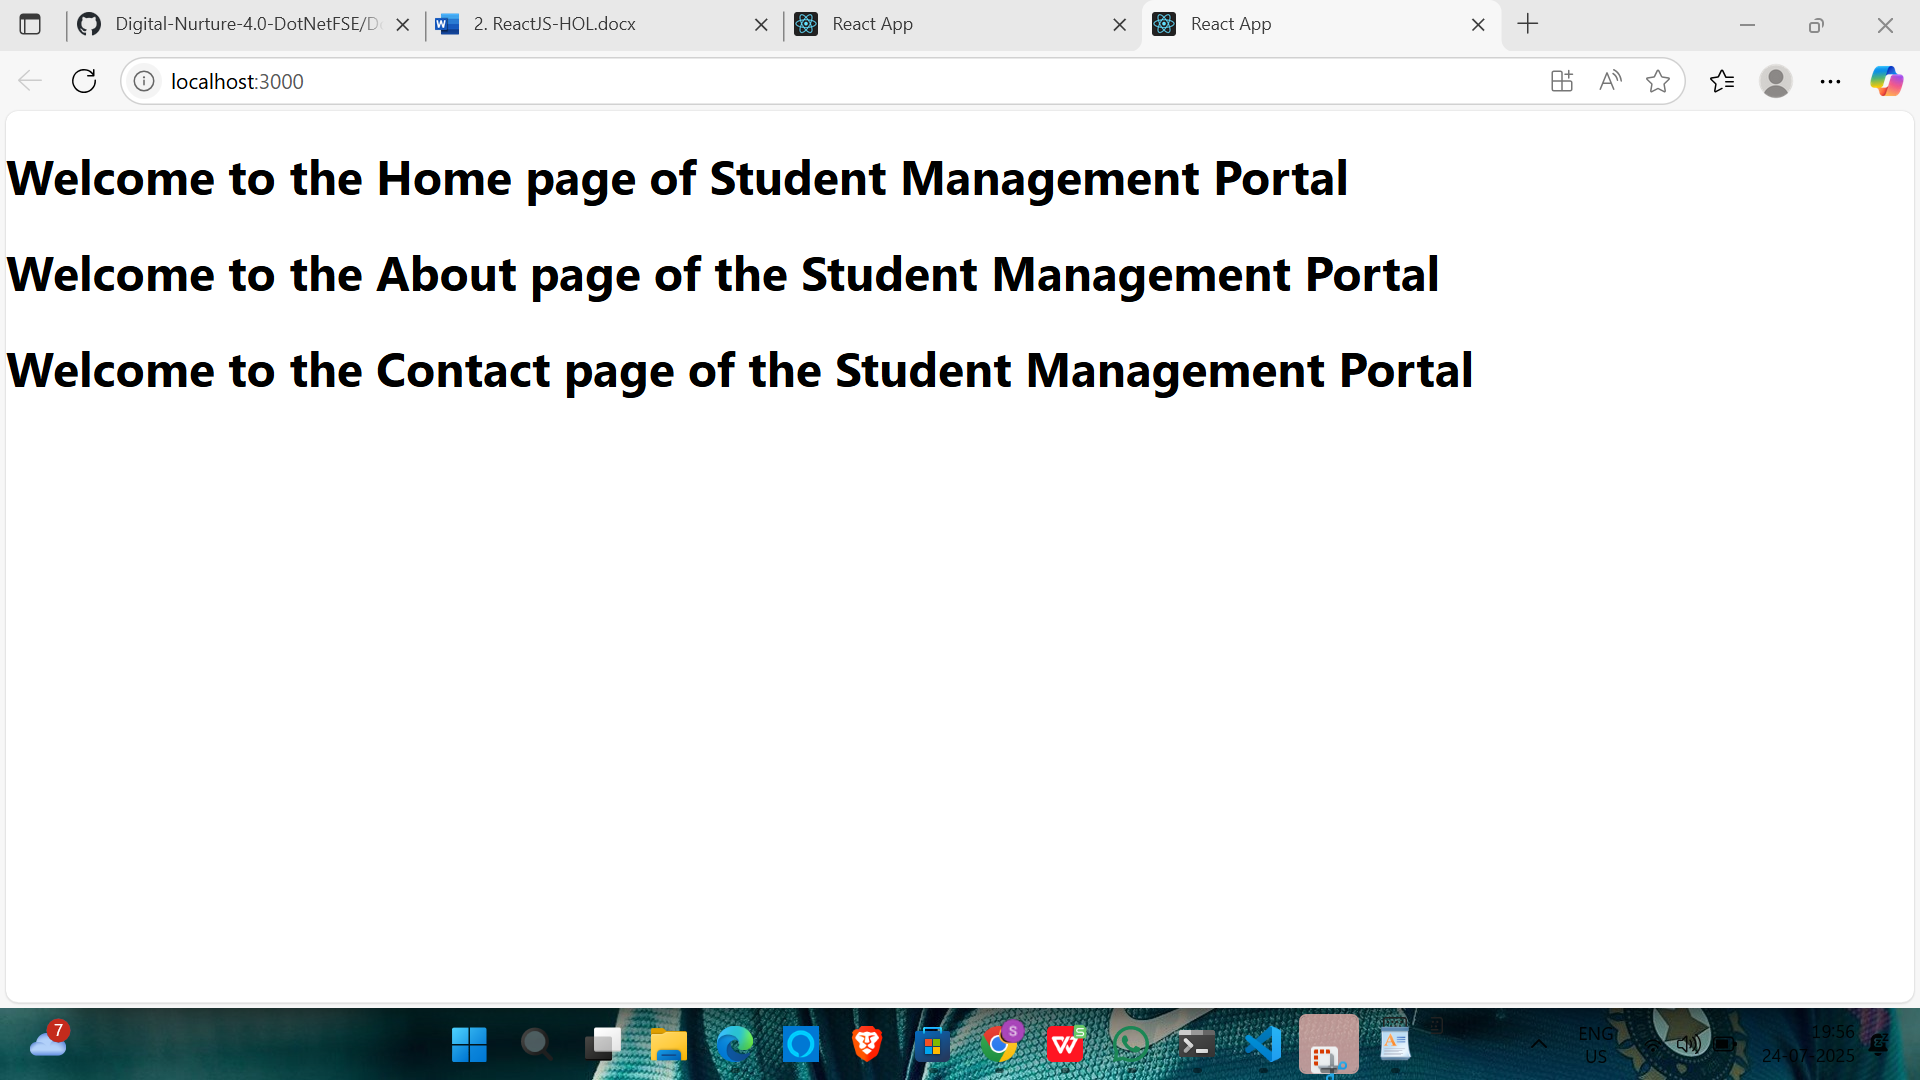 Digital-Nurture-4.0-DotNetFSE/D
2. ReactJS-HOL.docx
React App
React App
localhost:3000
Welcome to the Home page of Student Management Portal
Welcome to the About page of the Student Management Portal
Welcome to the Contact page of the Student Management Portal
7
S
ENG
US
19:56
24-07-2025